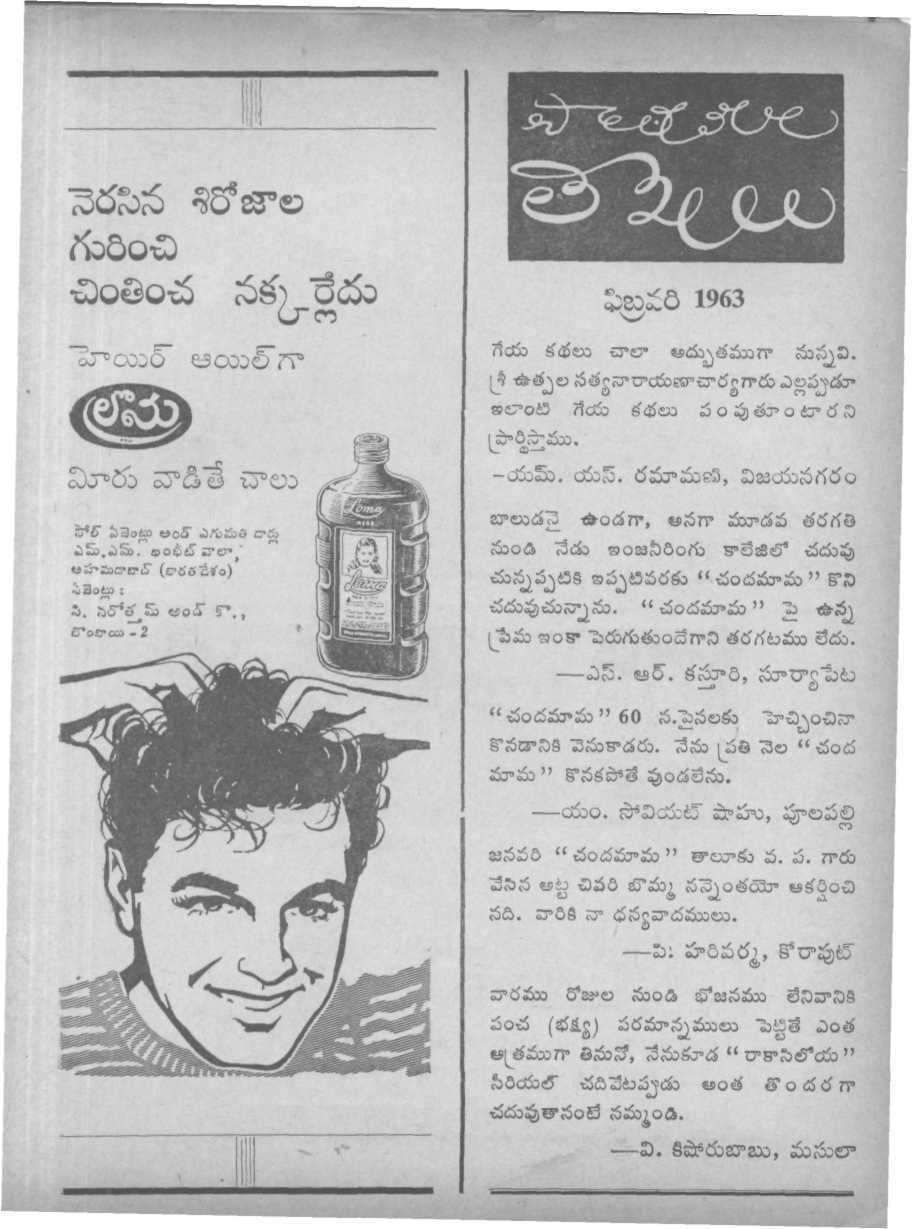 నెరసిన శిరోజాల
గురించి
చింతించ నక్కర్లేదు
హెయిర్ ఆయిల్‌గా
లోమ
మీరు వాడితే చాలు
Loma
సోల్ ఏజెంట్లు అండ్ ఎగుమతి దార్లు
ఎమ్.ఎమ్. ఖంభట్ వాలా,
అహమదాబాద్ (భారతదేశం)
ఏజెంట్లు :
సి. నరోత్తమ్ అండ్ కొ.,
బొంబాయి - 2
పాఠకుల
లేఖలు
ఫిబ్రవరి 1963
గేయ కథలు చాలా అద్భుతముగా నున్నవి.
శ్రీ ఉత్పల సత్యనారాయణాచార్యగారు ఎల్లప్పుడూ
ఇలాంటి గేయ కథలు పంపుతూంటారని
ప్రార్థిస్తాము.
-యమ్. యస్. రమామణి, విజయనగరం
బాలుడనై ఉండగా, అనగా మూడవ తరగతి
నుండి నేడు ఇంజనీరింగు కాలేజిలో చదువు
చున్నప్పటికి ఇప్పటివరకు “చందమామ” కొని
చదువుచున్నాను. “చందమామ” పై ఉన్న
ప్రేమ ఇంకా పెరుగుతుందేగాని తరగటము లేదు.
—ఎస్. ఆర్. కస్తూరి, సూర్యాపేట
“చందమామ” 60 న.పైసలకు హెచ్చించినా
కొనడానికి వెనుకాడరు. నేను ప్రతి నెల “చంద
మామ” కొనకపోతే వుండలేను.
—యం. సోవియట్ షాహు, పూలపల్లి
జనవరి “చందమామ” తాలూకు వ. ప. గారు
వేసిన అట్ట చివరి బొమ్మ నన్నెంతయో ఆకర్షించి
నది. వారికి నా ధన్యవాదములు.
—పి. హరివర్మ, కోరాపుట్
వారము రోజుల నుండి భోజనము లేనివానికి
పంచ (భక్ష్య) పరమాన్నములు పెట్టితే ఎంత
ఆత్రముగా తినునో, నేనుకూడ “రాకాసిలోయ”
సీరియల్ చదివేటప్పుడు అంత తొందరగా
చదువుతానంటే నమ్మండి.
—వి. కిషోరుబాబు, మసులా